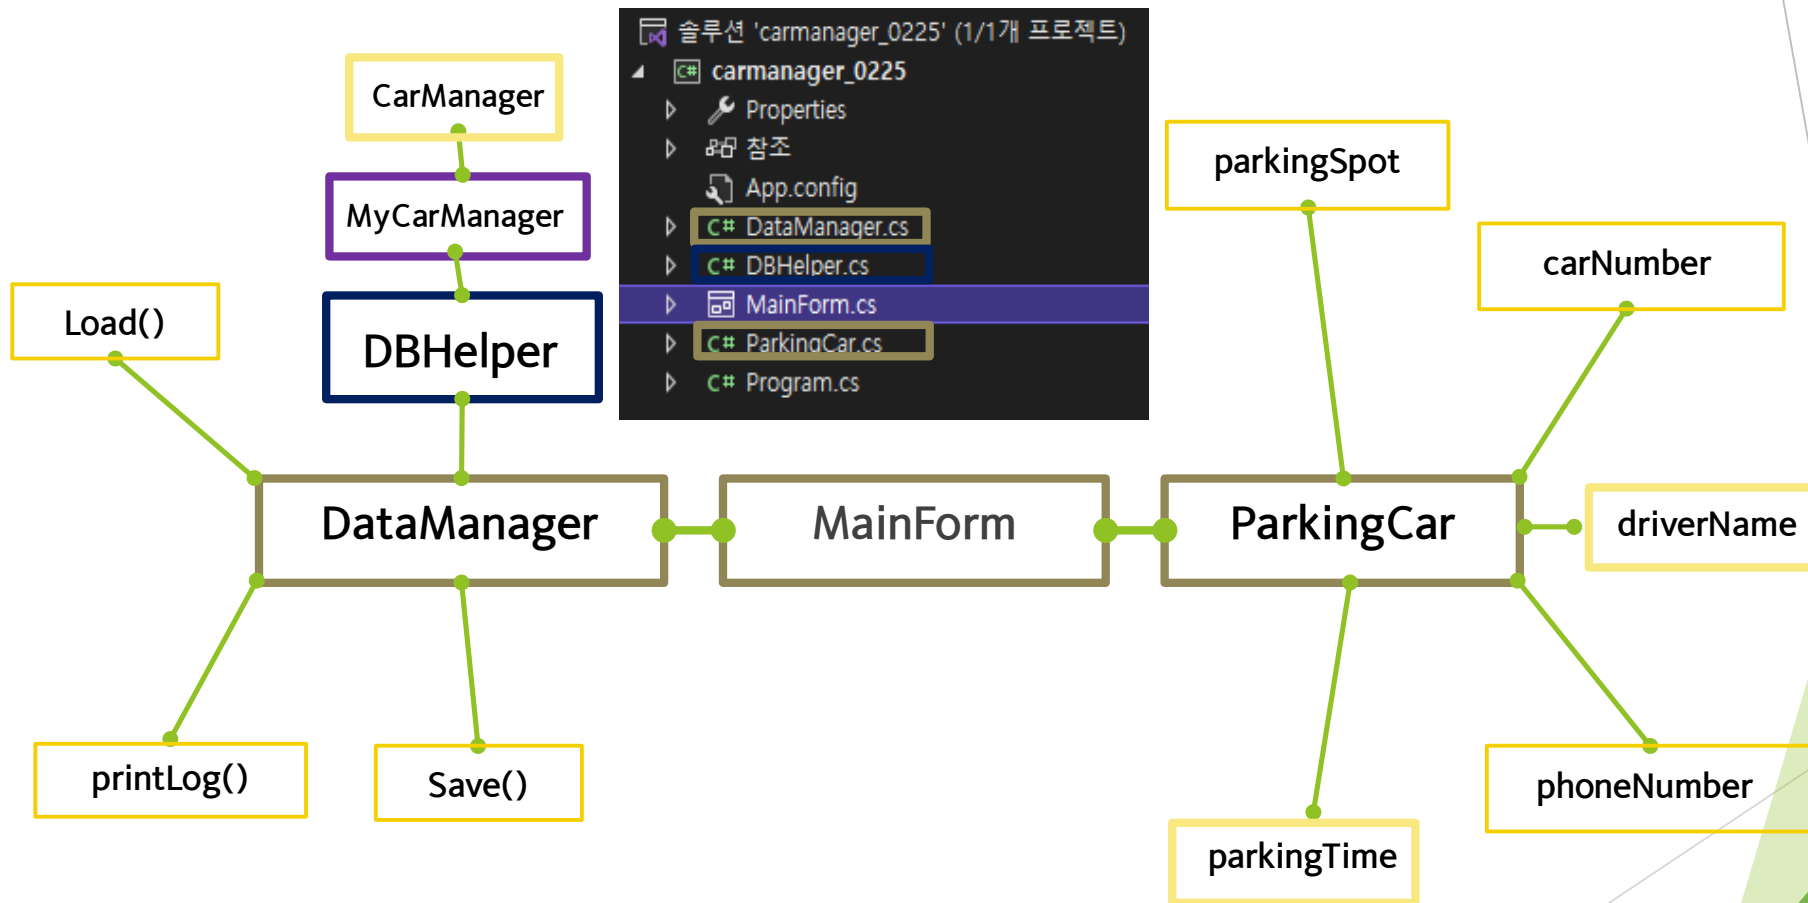 솔루션 'carmanager_0225' (1/1개 프로젝트)
C# carmanager_0225
Properties
참조
App.config
C# DataManager.cs
C# DBHelper.cs
MainForm.cs
C# ParkingCar.cs
C# Program.cs
CarManager
MyCarManager
DBHelper
Load()
DataManager
MainForm
ParkingCar
printLog()
Save()
parkingSpot
carNumber
driverName
phoneNumber
parkingTime